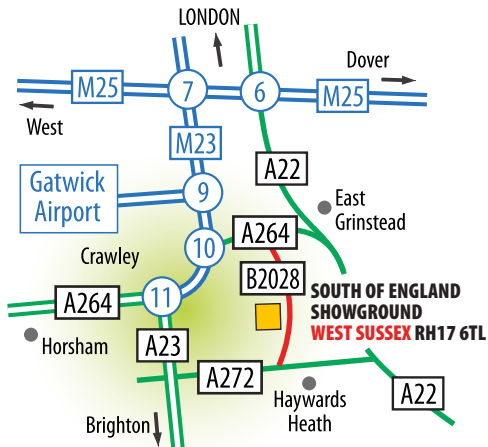 LONDON
Dover
M25
7
6
M25
West
M23
A22
Gatwick
Airport
9
East
Grinstead
10
A264
Crawley
B2028
11
A264
SOUTH OF ENGLAND
SHOWGROUND
WEST SUSSEX RH17 6TL
Horsham
A23
A272
Haywards
Heath
A22
Brighton